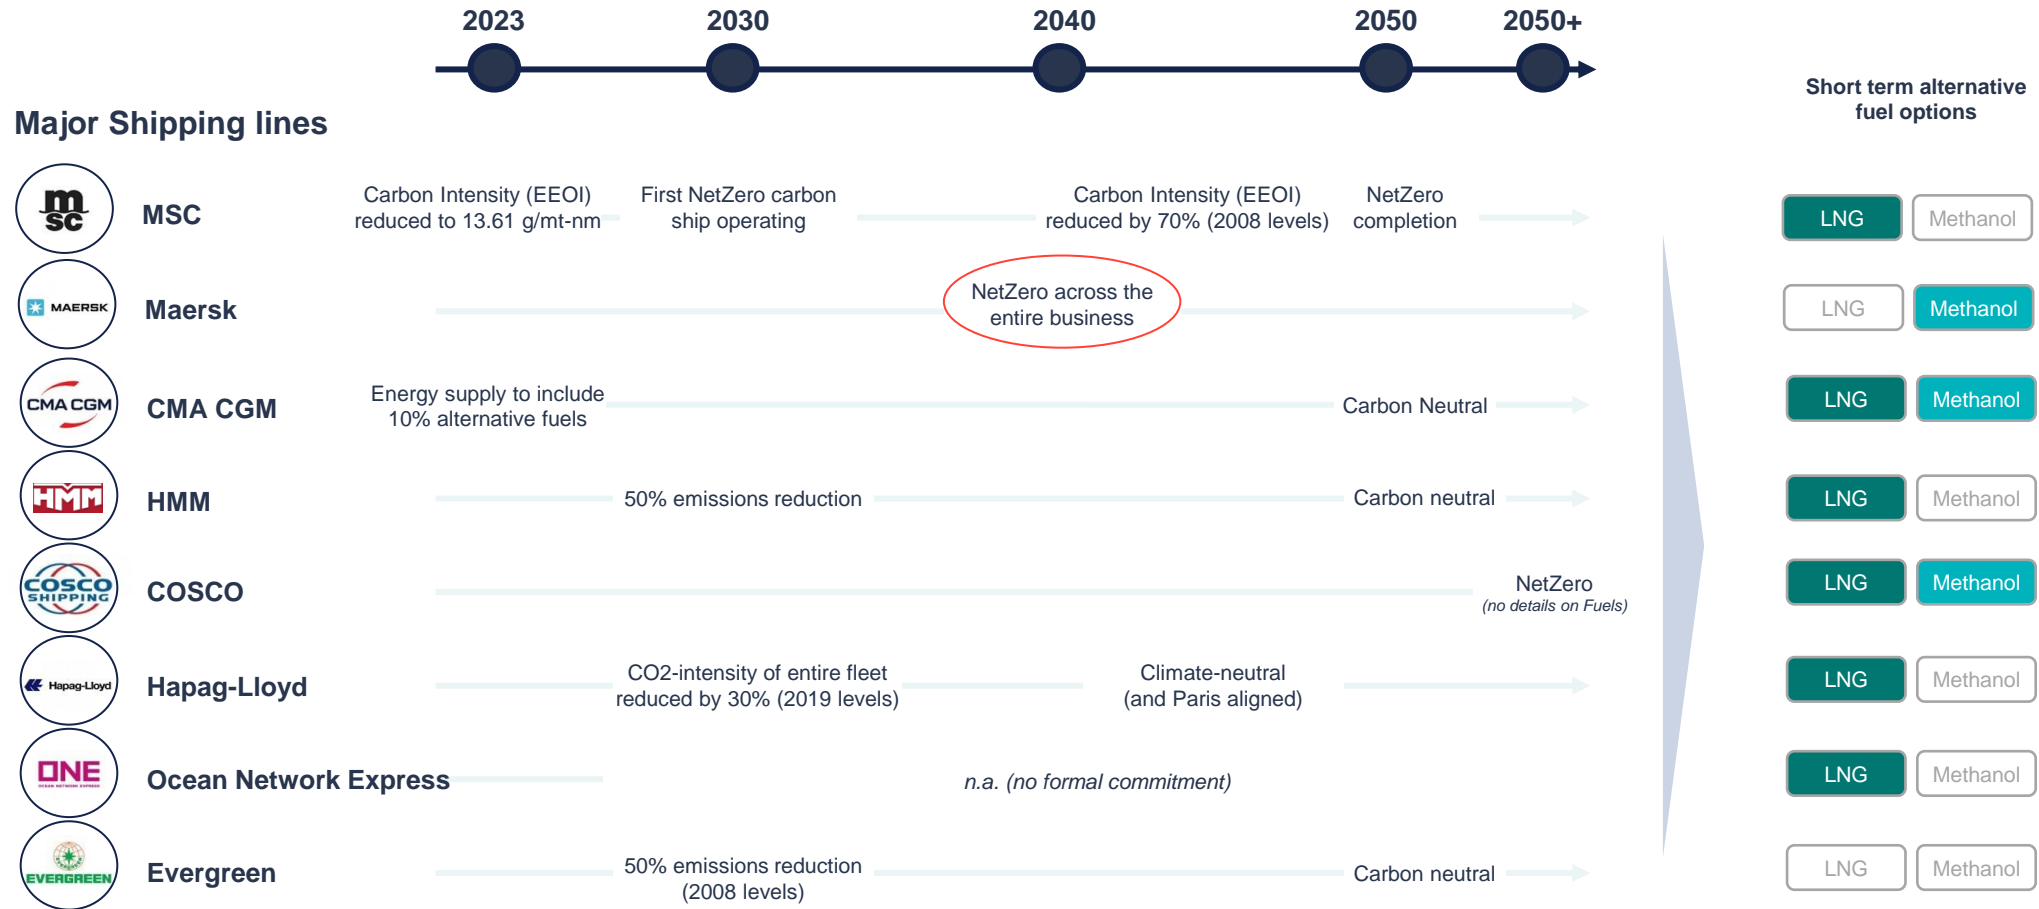 2023 2030 2040 2050 2050+
Short term alternative
fuel options
Major Shipping lines
msc
MSC
Carbon Intensity (EEOI)
reduced to 13.61 g/mt-nm
First NetZero carbon
ship operating
Carbon Intensity (EEOI)
reduced by 70% (2008 levels)
NetZero
completion
LNG Methanol
MAERSK
Maersk
NetZero across the
entire business
LNG Methanol
CMA CGM
CMA CGM
Energy supply to include
10% alternative fuels
Carbon Neutral
LNG Methanol
HMM
HMM
50% emissions reduction
Carbon neutral
LNG Methanol
COSCO
SHIPPING
COSCO
NetZero
(no details on Fuels)
LNG Methanol
Hapag-Lloyd
Hapag-Lloyd
CO2-intensity of entire fleet
reduced by 30% (2019 levels)
Climate-neutral
(and Paris aligned)
LNG Methanol
ONE
OCEAN NETWORK EXPRESS
Ocean Network Express
n.a. (no formal commitment)
LNG Methanol
EVERGREEN
Evergreen
50% emissions reduction
(2008 levels)
Carbon neutral
LNG Methanol